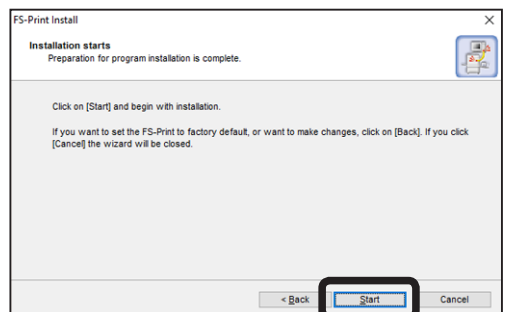 FS-Print Install
Installation starts
Preparation for program installation is complete.
Click on [Start] and begin with installation.
If you want to set the FS-Print to factory default, or want to make changes, click on [Back]. If you click
[Cancel] the wizard will be closed.
< Back Start Cancel